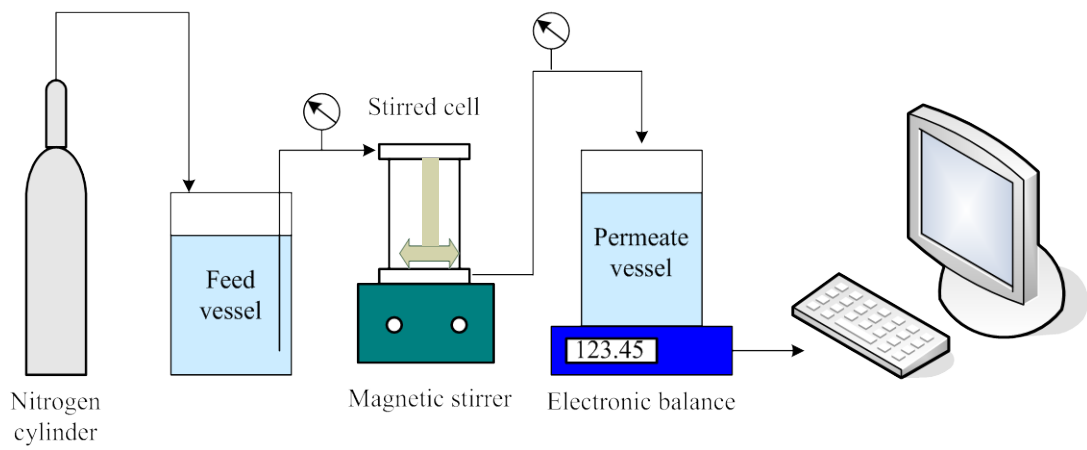 Stirred cell
Feed
vessel
Permeate
vessel
123.45
Nitrogen
cylinder
Magnetic stirrer
Electronic balance